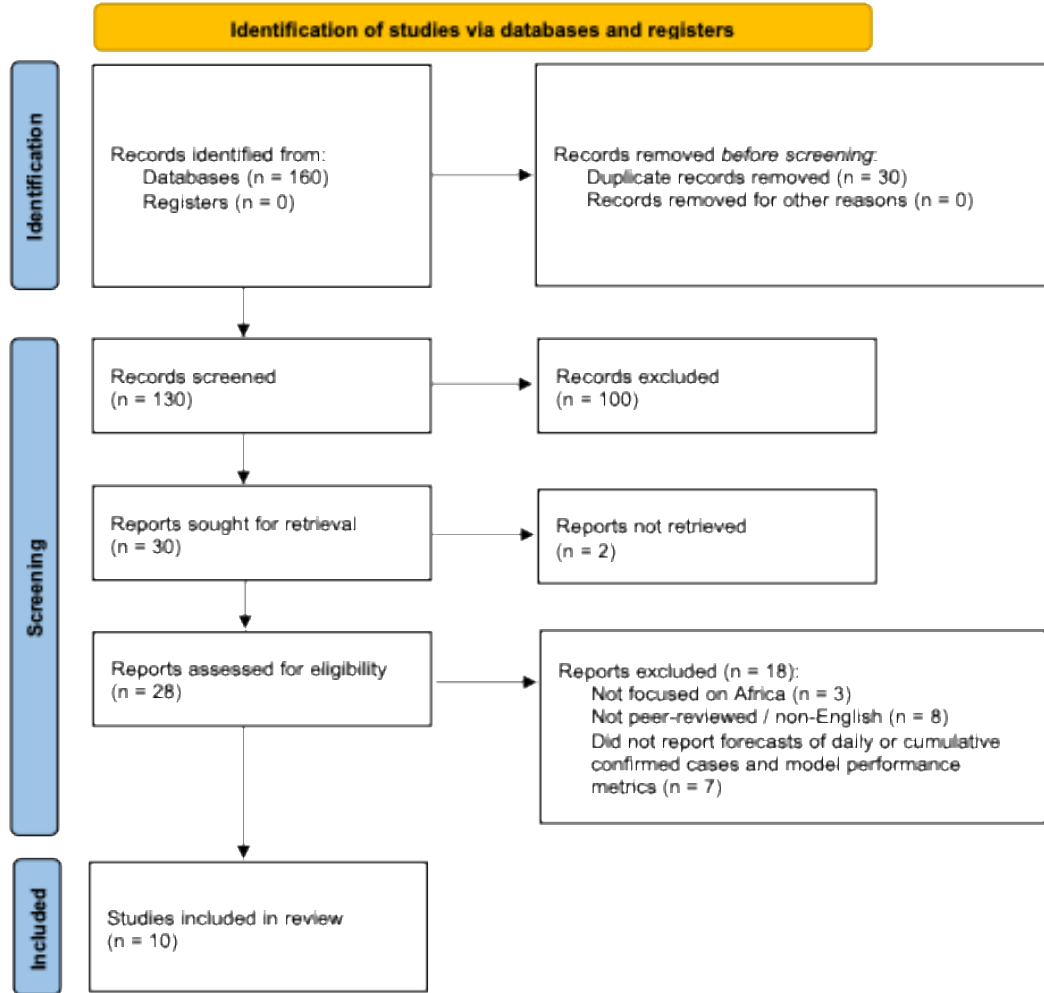 Identification of studies via databases and registers
Identification
Records identified from:
Databases (n = 160)
Registers (n = 0)
Records removed before screening:
Duplicate records removed (n = 30)
Records removed for other reasons (n = 0)
Screening
Records screened
(n = 130)
Records excluded
(n = 100)
Reports sought for retrieval
(n = 30)
Reports not retrieved
(n = 2)
Reports assessed for eligibility
(n = 28)
Reports excluded (n = 18):
Not focused on Africa (n = 3)
Not peer-reviewed / non-English (n = 8)
Did not report forecasts of daily or cumulative
confirmed cases and model performance
metrics (n = 7)
Included
Studies included in review
(n = 10)